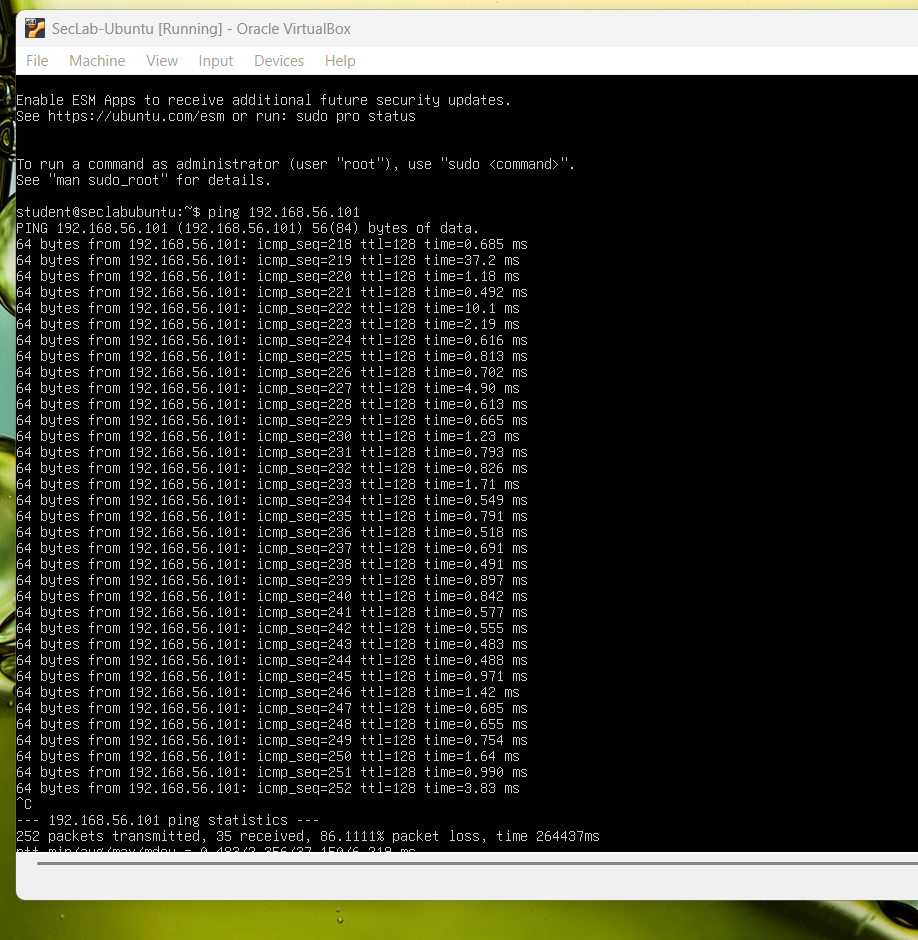 SecLab-Ubuntu [Running] - Oracle VirtualBox
File Machine View Input Devices Help
Enable ESM Apps to receive additional future security updates.
See https://ubuntu.com/esm or run: sudo pro status
To run a command as administrator (user "root"), use "sudo <command>".
See "man sudo_root" for details.
student@seclabubuntu:~$ ping 192.168.56.101
PING 192.168.56.101 (192.168.56.101) 56(84) bytes of data.
64 bytes from 192.168.56.101: icmp_seq=218 ttl=128 time=0.685 ms
64 bytes from 192.168.56.101: icmp_seq=219 ttl=128 time=37.2 ms
64 bytes from 192.168.56.101: icmp_seq=220 ttl=128 time=1.18 ms
64 bytes from 192.168.56.101: icmp_seq=221 ttl=128 time=0.492 ms
64 bytes from 192.168.56.101: icmp_seq=222 ttl=128 time=10.1 ms
64 bytes from 192.168.56.101: icmp_seq=223 ttl=128 time=2.19 ms
64 bytes from 192.168.56.101: icmp_seq=224 ttl=128 time=0.616 ms
64 bytes from 192.168.56.101: icmp_seq=225 ttl=128 time=0.813 ms
64 bytes from 192.168.56.101: icmp_seq=226 ttl=128 time=0.702 ms
64 bytes from 192.168.56.101: icmp_seq=227 ttl=128 time=4.90 ms
64 bytes from 192.168.56.101: icmp_seq=228 ttl=128 time=0.613 ms
64 bytes from 192.168.56.101: icmp_seq=229 ttl=128 time=0.665 ms
64 bytes from 192.168.56.101: icmp_seq=230 ttl=128 time=1.23 ms
64 bytes from 192.168.56.101: icmp_seq=231 ttl=128 time=0.793 ms
64 bytes from 192.168.56.101: icmp_seq=232 ttl=128 time=0.826 ms
64 bytes from 192.168.56.101: icmp_seq=233 ttl=128 time=1.71 ms
64 bytes from 192.168.56.101: icmp_seq=234 ttl=128 time=0.549 ms
64 bytes from 192.168.56.101: icmp_seq=235 ttl=128 time=0.791 ms
64 bytes from 192.168.56.101: icmp_seq=236 ttl=128 time=0.518 ms
64 bytes from 192.168.56.101: icmp_seq=237 ttl=128 time=0.691 ms
64 bytes from 192.168.56.101: icmp_seq=238 ttl=128 time=0.491 ms
64 bytes from 192.168.56.101: icmp_seq=239 ttl=128 time=0.897 ms
64 bytes from 192.168.56.101: icmp_seq=240 ttl=128 time=0.842 ms
64 bytes from 192.168.56.101: icmp_seq=241 ttl=128 time=0.577 ms
64 bytes from 192.168.56.101: icmp_seq=242 ttl=128 time=0.555 ms
64 bytes from 192.168.56.101: icmp_seq=243 ttl=128 time=0.483 ms
64 bytes from 192.168.56.101: icmp_seq=244 ttl=128 time=0.488 ms
64 bytes from 192.168.56.101: icmp_seq=245 ttl=128 time=0.971 ms
64 bytes from 192.168.56.101: icmp_seq=246 ttl=128 time=1.42 ms
64 bytes from 192.168.56.101: icmp_seq=247 ttl=128 time=0.685 ms
64 bytes from 192.168.56.101: icmp_seq=248 ttl=128 time=0.655 ms
64 bytes from 192.168.56.101: icmp_seq=249 ttl=128 time=0.754 ms
64 bytes from 192.168.56.101: icmp_seq=250 ttl=128 time=1.64 ms
64 bytes from 192.168.56.101: icmp_seq=251 ttl=128 time=0.990 ms
64 bytes from 192.168.56.101: icmp_seq=252 ttl=128 time=3.83 ms
^C
--- 192.168.56.101 ping statistics ---
252 packets transmitted, 35 received, 86.1111% packet loss, time 264437ms
rtt min/avg/max/mdev =